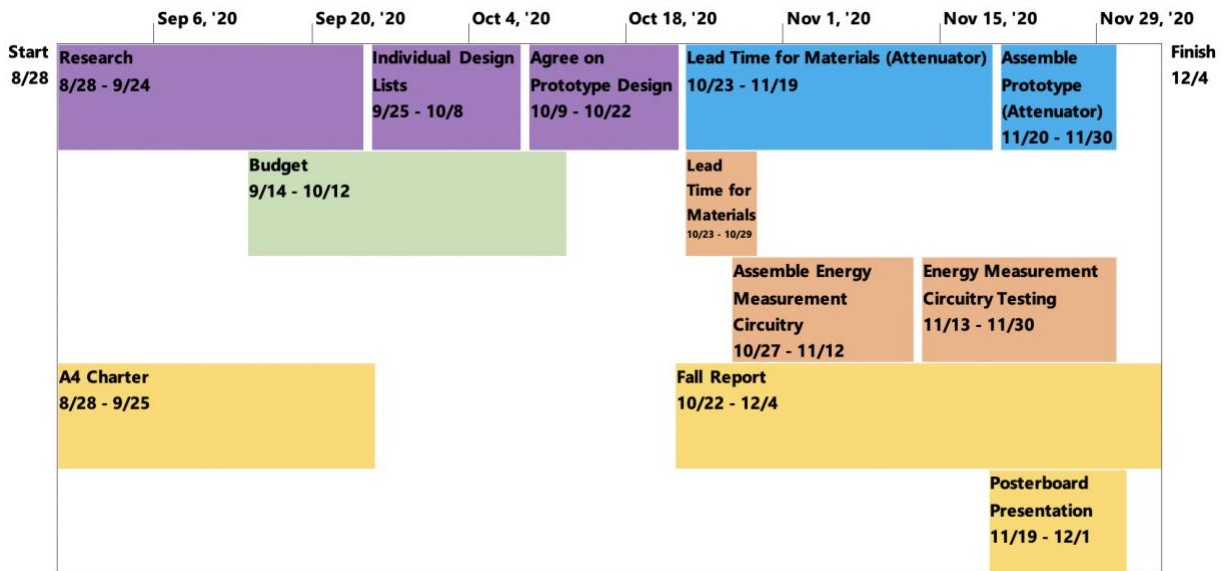 Sep 6, '20
Sep 20, '20
Oct 4, '20
Oct 18, '20
Nov 1, '20
Nov 15, '20
Nov 29, '20
Start
8/28
Research
8/28 - 9/24
Individual Design
Lists
9/25 - 10/8
Agree on
Prototype Design
10/9 - 10/22
Lead Time for Materials (Attenuator)
10/23 - 11/19
Assemble
Prototype
(Attenuator)
11/20 - 11/30
Finish
12/4
Budget
9/14 - 10/12
Lead
Time for
Materials
10/23 - 10/29
Assemble Energy
Measurement
Circuitry
10/27 - 11/12
Energy Measurement
Circuitry Testing
11/13 - 11/30
A4 Charter
8/28 - 9/25
Fall Report
10/22 - 12/4
Posterboard
Presentation
11/19 - 12/1